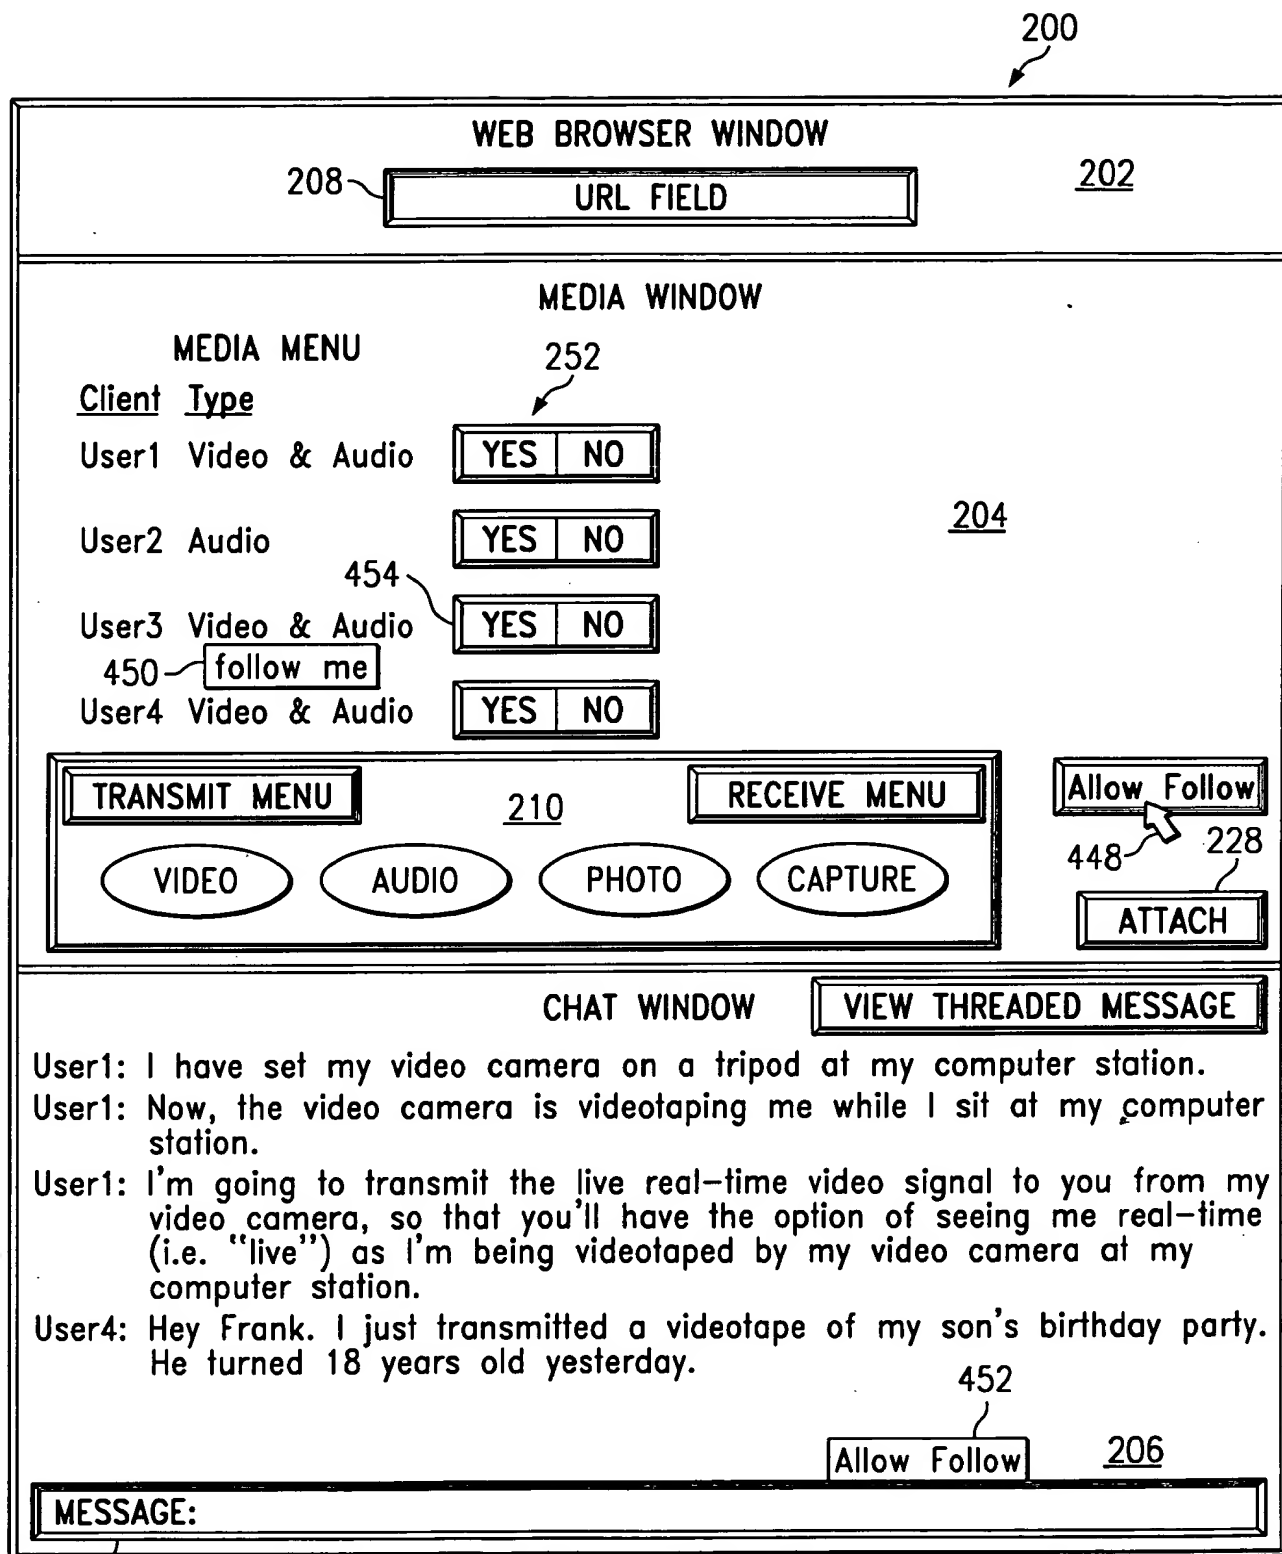 200
WEB BROWSER WINDOW
208
URL FIELD
202
MEDIA WINDOW
MEDIA MENU
252
Client Type
User1 Video & Audio YES NO
User2 Audio YES NO
204
454
User3 Video & Audio YES NO
450 follow me
User4 Video & Audio YES NO
TRANSMIT MENU 210 RECEIVE MENU
Allow Follow
448
228
VIDEO AUDIO PHOTO CAPTURE
ATTACH
CHAT WINDOW VIEW THREADED MESSAGE
User1: I have set my video camera on a tripod at my computer station.
User1: Now, the video camera is videotaping me while I sit at my computer
station.
User1: I'm going to transmit the live real-time video signal to you from my
video camera, so that you'll have the option of seeing me real-time
(i.e. "live") as I'm being videotaped by my video camera at my
computer station.
User4: Hey Frank. I just transmitted a videotape of my son's birthday party.
He turned 18 years old yesterday.
452
Allow Follow 206
MESSAGE: